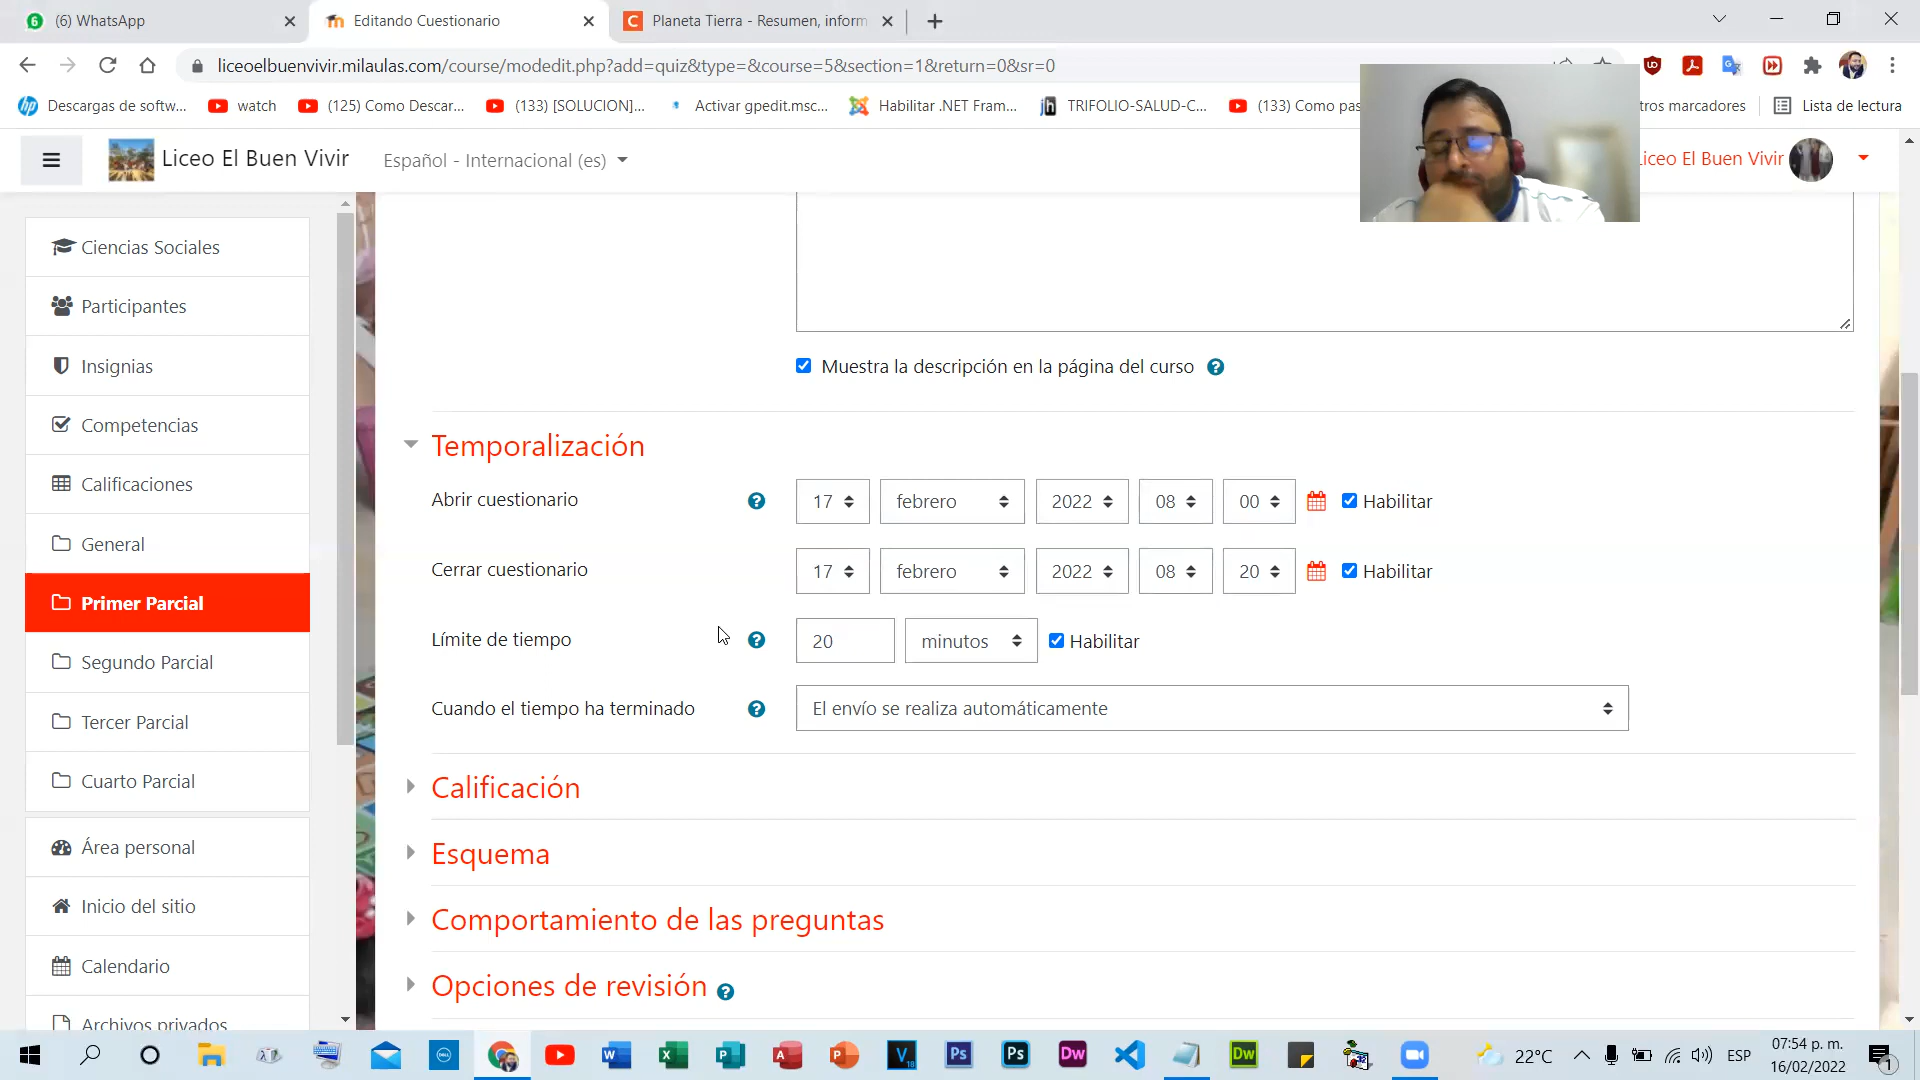 (6) WhatsApp
Editando Cuestionario
Planeta Tierra - Resumen, inform
liceoelbuenvivir.milaulas.com/course/modedit.php?add=quiz&type=&course=5&section=1&return=0&sr=0
Descargas de softw...
watch
(125) Como Descar...
(133) [SOLUCION]...
Activar gpedit.msc...
Habilitar .NET Fram...
TRIFOLIO-SALUD-C...
(133) Como pas
tros marcadores
Lista de lectura
Liceo El Buen Vivir
Español - Internacional (es)
iceo El Buen Vivir
Ciencias Sociales
Participantes
Insignias
Competencias
Calificaciones
General
Primer Parcial
Segundo Parcial
Tercer Parcial
Cuarto Parcial
Área personal
Inicio del sitio
Calendario
Archivos privados
Muestra la descripción en la página del curso
Temporalización
Abrir cuestionario
17 febrero 2022 08 00 Habilitar
Cerrar cuestionario
17 febrero 2022 08 20 Habilitar
Límite de tiempo
20 minutos Habilitar
Cuando el tiempo ha terminado
El envío se realiza automáticamente
Calificación
Esquema
Comportamiento de las preguntas
Opciones de revisión
22°C
ESP
07:54 p. m.
16/02/2022
1